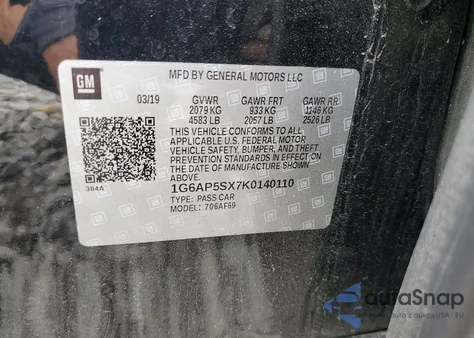 GM
MFD BY GENERAL MOTORS LLC
03/19 GVWR GAWR FRT GAWR RR
2079 KG 933 KG 1146 KG
4583 LB 2057 LB 2526 LB
THIS VEHICLE CONFORMS TO ALL
APPLICABLE U.S. FEDERAL MOTOR
VEHICLE SAFETY, BUMPER, AND THEFT
PREVENTION STANDARDS IN EFFECT ON THE
DATE OF MANUFACTURE SHOWN ABOVE.
384A
1G6AP5SX7K0140110
TYPE: PASS CAR
MODEL: 706AF69
autoSnap